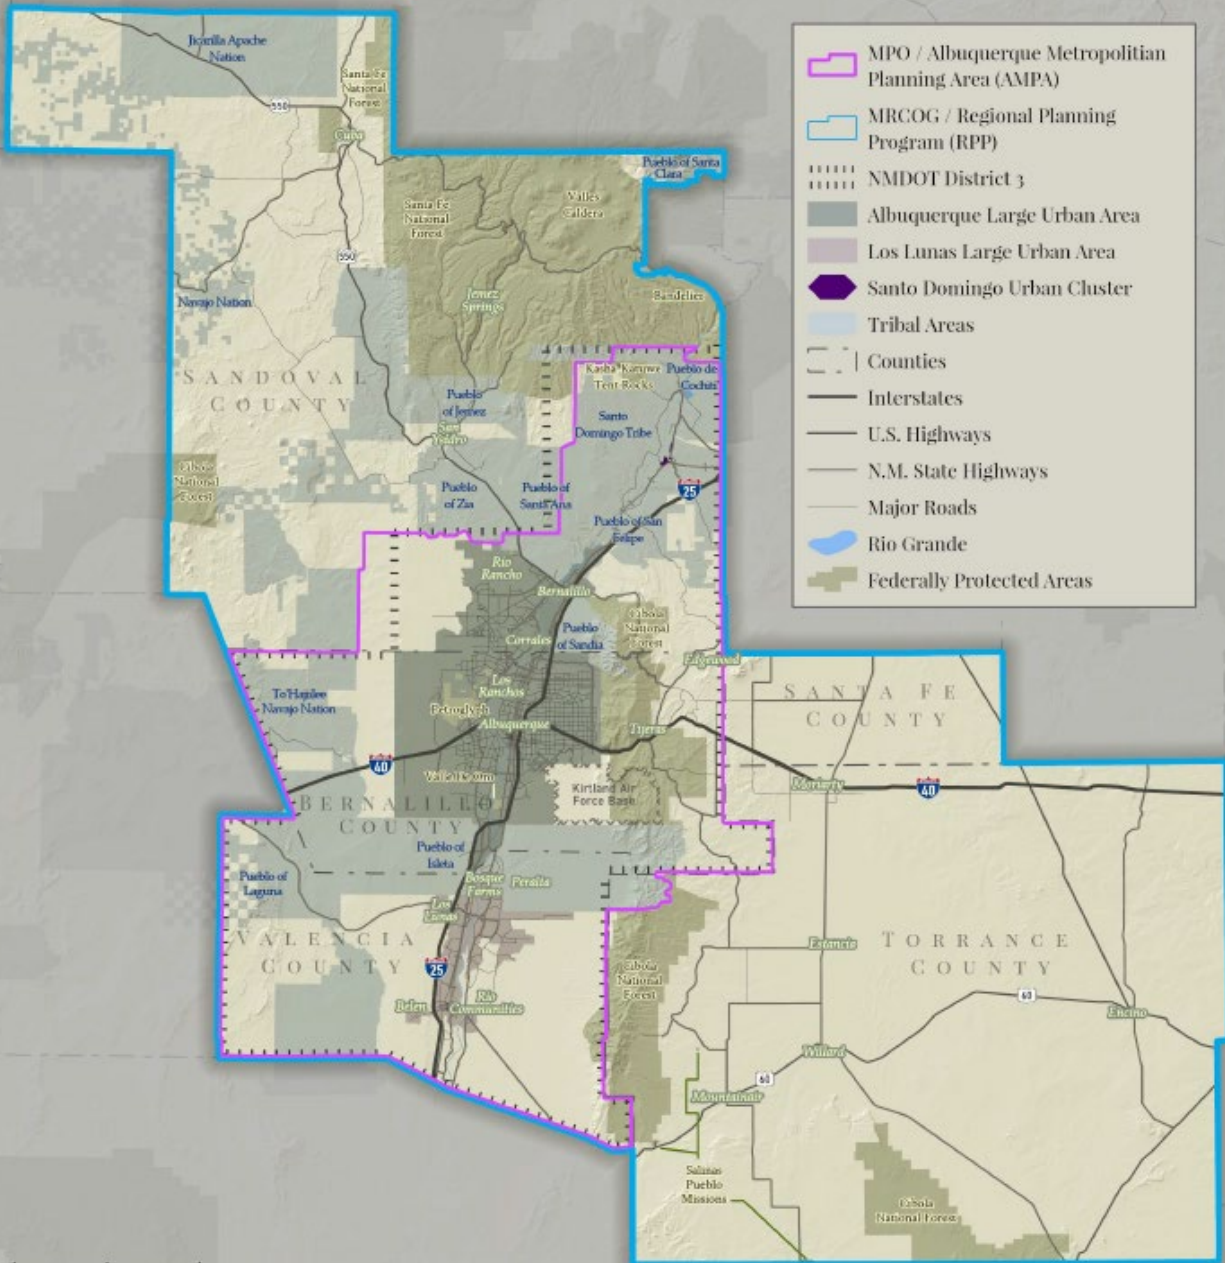 MPO / Albuquerque Metropolitian
Planning Area (AMPA)
MRCOG / Regional Planning
Program (RPP)
NMDOT District 3
Albuquerque Large Urban Area
Los Lunas Large Urban Area
Santo Domingo Urban Cluster
Tribal Areas
Counties
Interstates
U.S. Highways
N.M. State Highways
Major Roads
Rio Grande
Federally Protected Areas
Jicarilla Apache
Nation
Santa Fe
National
Forest
550
Cuba
Pueblo of Santa
Clara
Valles
Caldera
Santa Fe
National
Forest
550
Navajo Nation
Jemez
Springs
Bandelier
SANDOVAL
COUNTY
Kasha-Katuwe
Tent Rocks
Pueblo de
Cochiti
Pueblo
of Jemez
Santo
Domingo Tribe
San
Ysidro
Cibola
National
Forest
Pueblo
of Zia
Pueblo of
Santa Ana
25
Pueblo of San
Felipe
Rio
Rancho
Bernalillo
Cibola
National
Forest
Corrales
Pueblo
of Sandia
Edgewood
To'Hajiilee
Navajo Nation
Los
Ranchos
Petroglyph
Albuquerque
Tijeras
SANTA FE
COUNTY
40
Valle De Oro
Kirtland Air
Force Base
Moriarty
40
BERNALILLO
COUNTY
Pueblo of
Isleta
Pueblo of
Laguna
Bosque
Farms
Peralta
Los
Lunas
VALENCIA
COUNTY
25
Estancia
TORRANCE
COUNTY
Cibola
National
Forest
Belen
Rio
Communities
60
Encino
Willard
60
Mountainair
Salinas
Pueblo
Missions
Cibola
National Forest